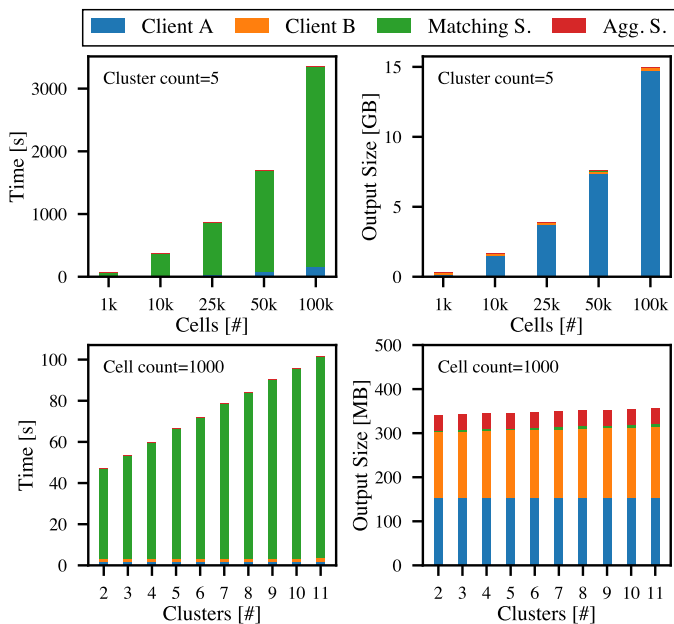 Client A Client B Matching S. Agg. S.
Cluster count=5
Time [s]
3000
2000
1000
0
1k 10k 25k 50k 100k
Cells [#]
Cluster count=5
Output Size [GB]
15
10
5
0
1k 10k 25k 50k 100k
Cells [#]
Cell count=1000
Time [s]
100
80
60
40
20
0
2 3 4 5 6 7 8 9 10 11
Clusters [#]
Cell count=1000
Output Size [MB]
500
400
300
200
100
0
2 3 4 5 6 7 8 9 10 11
Clusters [#]